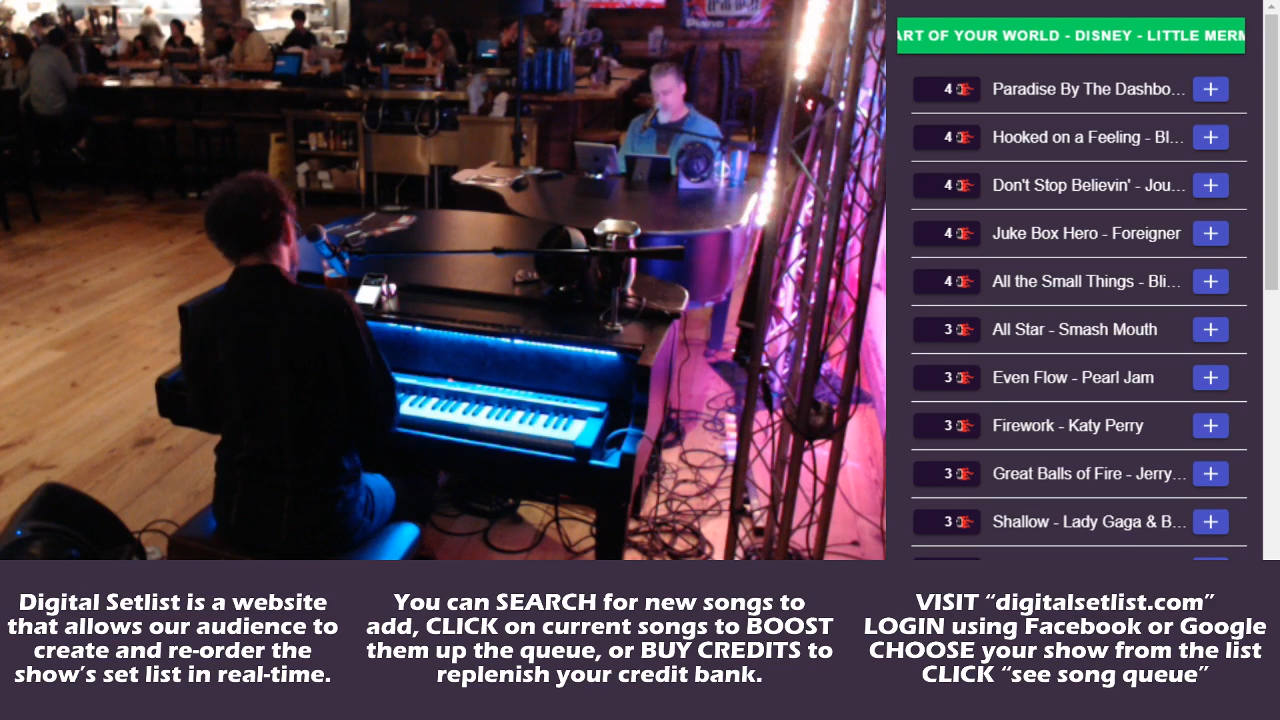 Piano
ART OF YOUR WORLD - DISNEY - LITTLE MERM
4 Paradise By The Dashbo... +
4 Hooked on a Feeling - Bl... +
4 Don't Stop Believin' - Jou... +
4 Juke Box Hero - Foreigner +
4 All the Small Things - Bli... +
3 All Star - Smash Mouth +
3 Even Flow - Pearl Jam +
3 Firework - Katy Perry +
3 Great Balls of Fire - Jerry... +
3 Shallow - Lady Gaga & B... +
Digital Setlist is a website
that allows our audience to
create and re-order the
show's set list in real-time.
You can SEARCH for new songs to
add, CLICK on current songs to BOOST
them up the queue, or BUY CREDITS to
replenish your credit bank.
VISIT “digitalsetlist.com”
LOGIN using Facebook or Google
CHOOSE your show from the list
CLICK “see song queue”